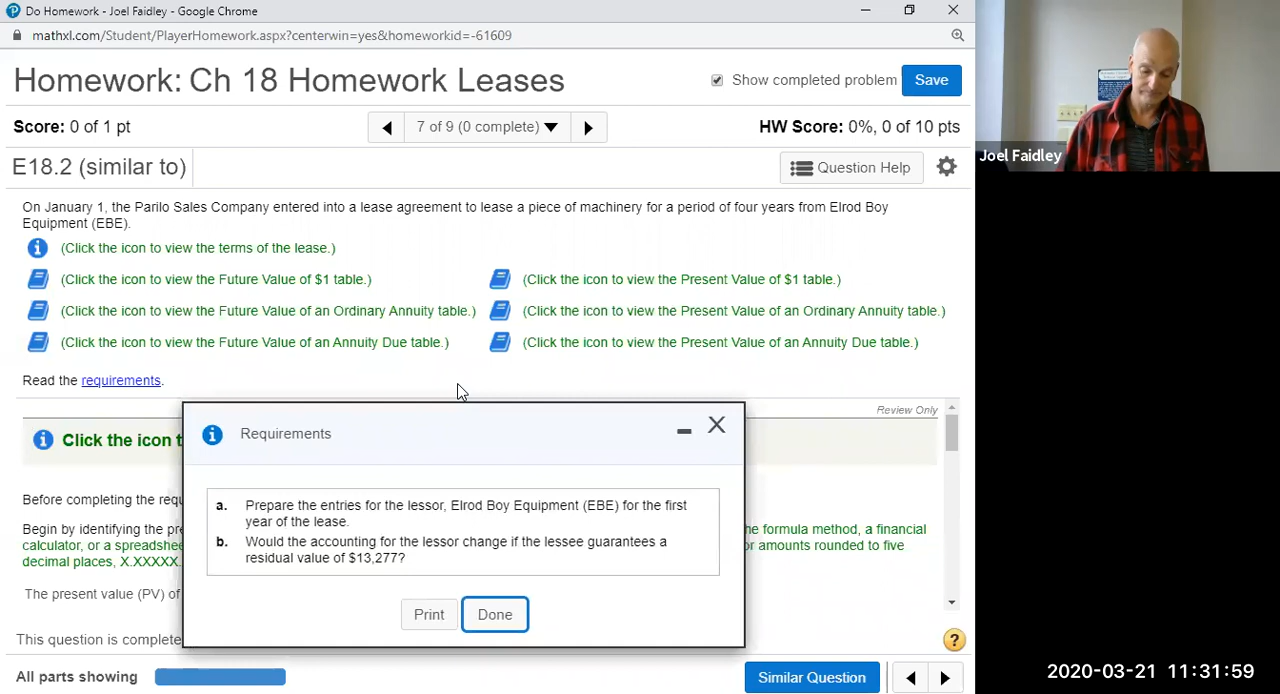 Do Homework - Joel Faidley - Google Chrome
mathxl.com/Student/PlayerHomework.aspx?centerwin=yes&homeworkid=-61609
Homework: Ch 18 Homework Leases
Show completed problem
Save
Score: 0 of 1 pt
7 of 9 (0 complete)
HW Score: 0%, 0 of 10 pts
E18.2 (similar to)
Question Help
Joel Faidley
On January 1, the Parilo Sales Company entered into a lease agreement to lease a piece of machinery for a period of four years from Elrod Boy
Equipment (EBE).
(Click the icon to view the terms of the lease.)
(Click the icon to view the Future Value of $1 table.)
(Click the icon to view the Present Value of $1 table.)
(Click the icon to view the Future Value of an Ordinary Annuity table.)
(Click the icon to view the Present Value of an Ordinary Annuity table.)
(Click the icon to view the Future Value of an Annuity Due table.)
(Click the icon to view the Present Value of an Annuity Due table.)
Read the requirements.
Review Only
Click the icon t
Requirements
Before completing the requ
Begin by identifying the pre
he formula method, a financial
calculator, or a spreadshee
or amounts rounded to five
decimal places, X.XXXXX.
The present value (PV) of
a. Prepare the entries for the lessor, Elrod Boy Equipment (EBE) for the first
year of the lease.
b. Would the accounting for the lessor change if the lessee guarantees a
residual value of $13,277?
Print
Done
This question is complete
?
All parts showing
Similar Question
2020-03-21 11:31:59